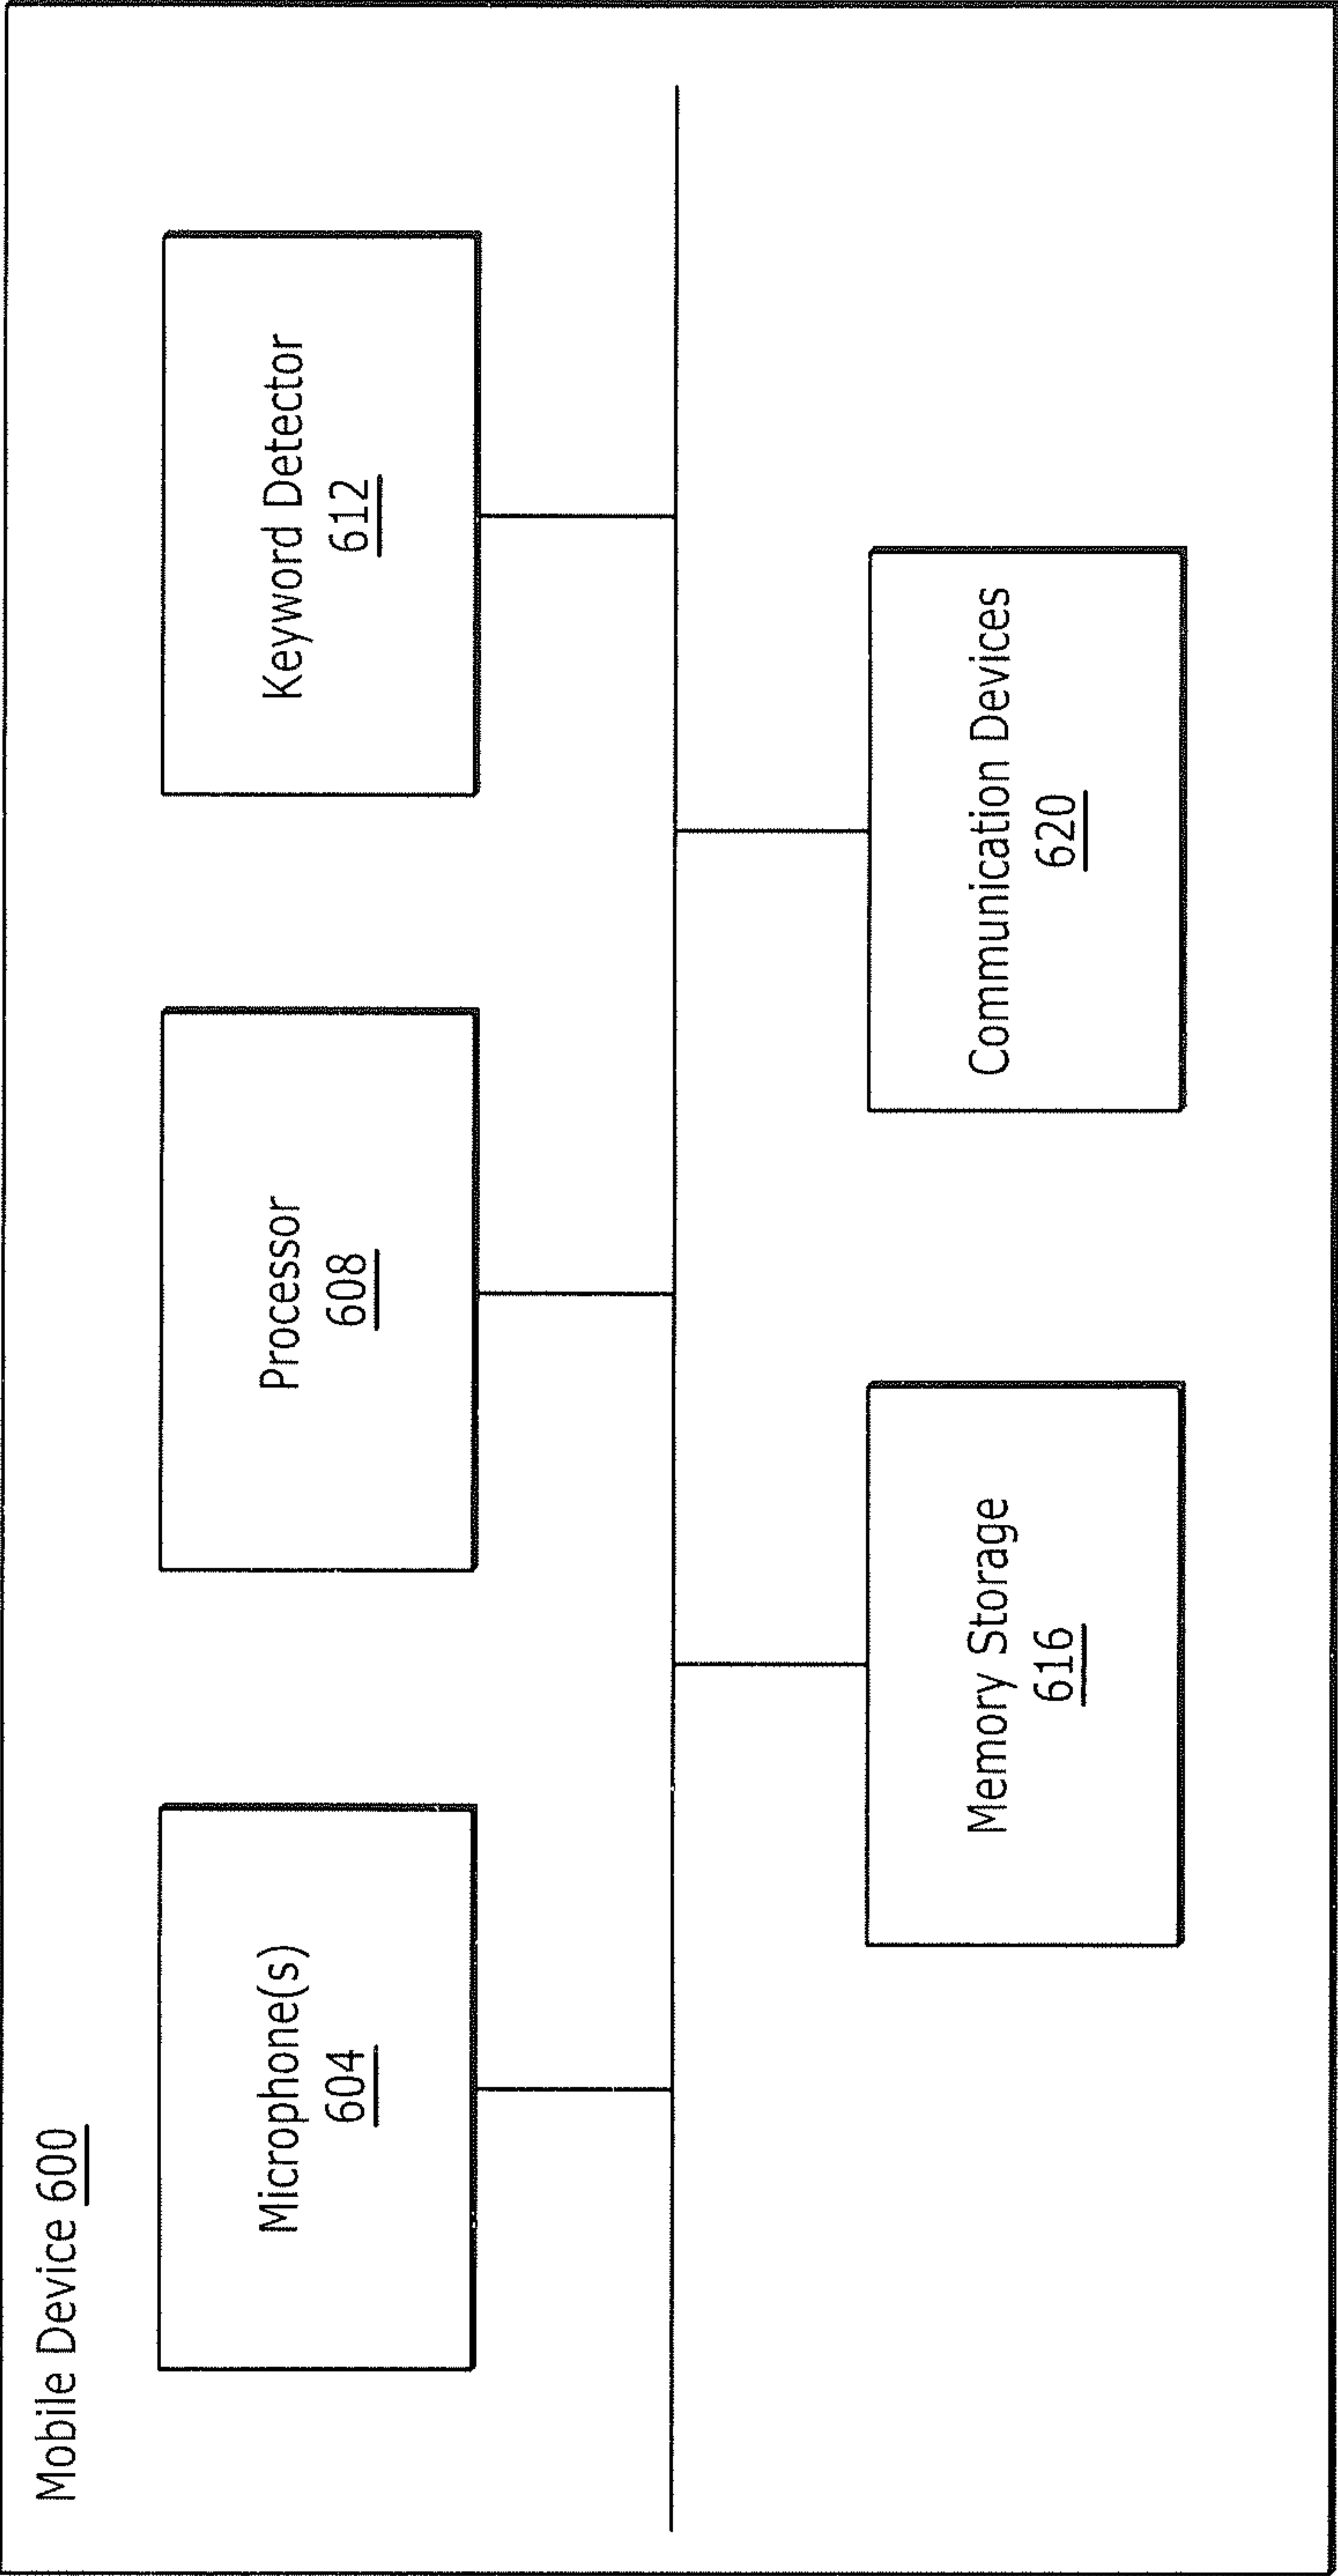 Mobile Device 600
Microphone(s)
604
Processor
608
Keyword Detector
612
Memory Storage
616
Communication Devices
620